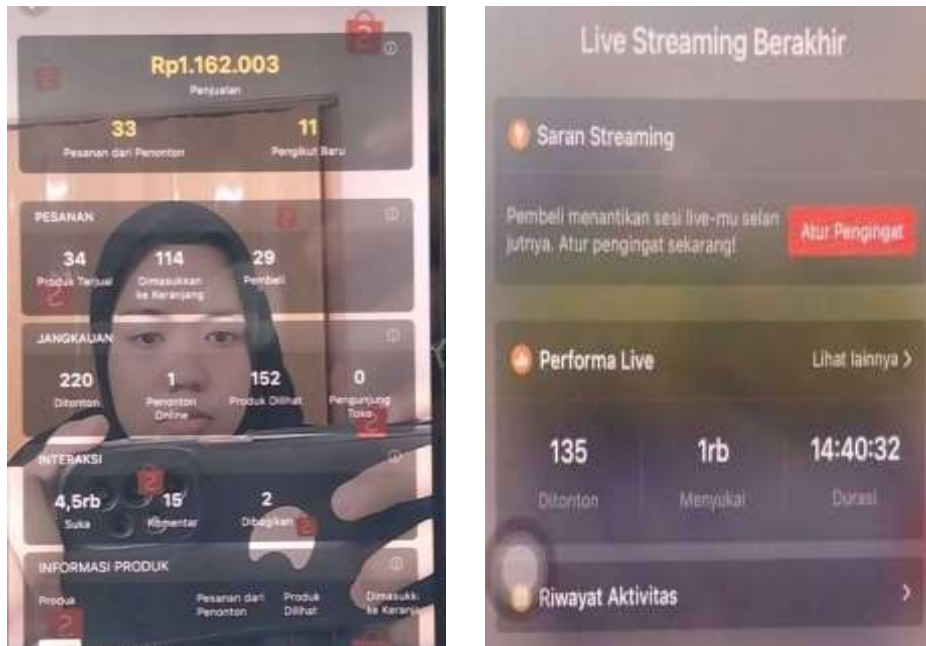 Rp1.162.003
Penjualan
33 11
Pesanan dari Penonton Pengikut Baru
PESANAN
34 114 29
Produk Terjual Dimasukkan ke Keranjang Pembeli
JANGKAUAN
220 1 152 0
Ditonton Penonton Online Produk Dilihat Pengunjung Toko
INTERAKSI
4,5rb 15 2
Suka Komentar Dibagikan
INFORMASI PRODUK
Produk Pesanan dari Penonton Produk Dilihat Dimasukk ke Keranja
Live Streaming Berakhir
Saran Streaming
Pembeli menantikan sesi live-mu selan
jutnya. Atur pengingat sekarang!
Atur Pengingat
Performa Live Lihat lainnya >
135 1rb 14:40:32
Ditonton Menyukai Durasi
Riwayat Aktivitas >